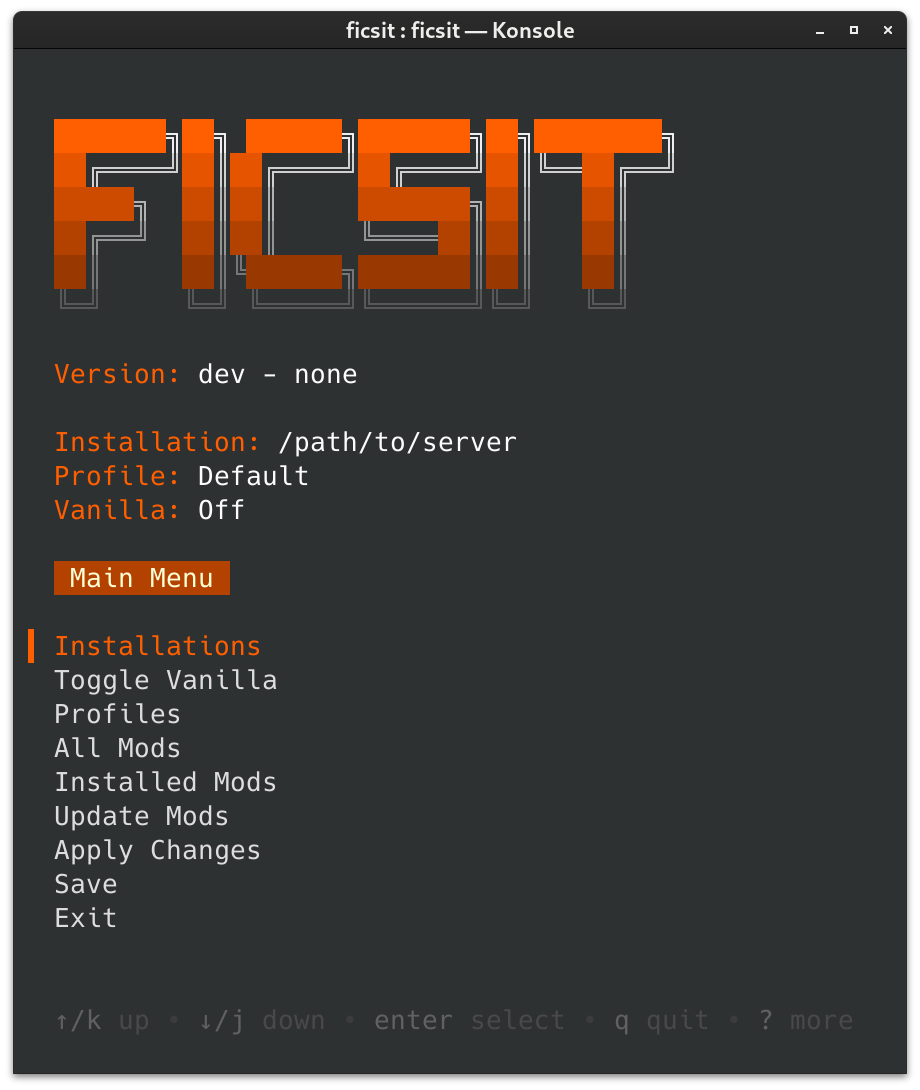 ficsit : ficsit — Konsole
FICSIT
Version: dev - none
Installation: /path/to/server
Profile: Default
Vanilla: Off
Main Menu
Installations
Toggle Vanilla
Profiles
All Mods
Installed Mods
Update Mods
Apply Changes
Save
Exit
↑/k up • ↓/j down • enter select • q quit • ? more